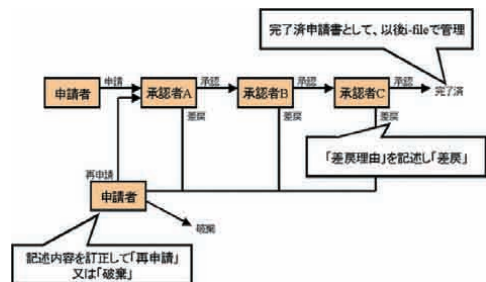 完了済申請書として、以後i-fileで管理
申請者
申請
承認者A
承認
承認者B
承認
承認者C
承認
完了済
差戻
差戻
差戻
「差戻理由」を記述し「差戻」
再申請
申請者
破棄
記述内容を訂正して「再申請」
又は「破棄」